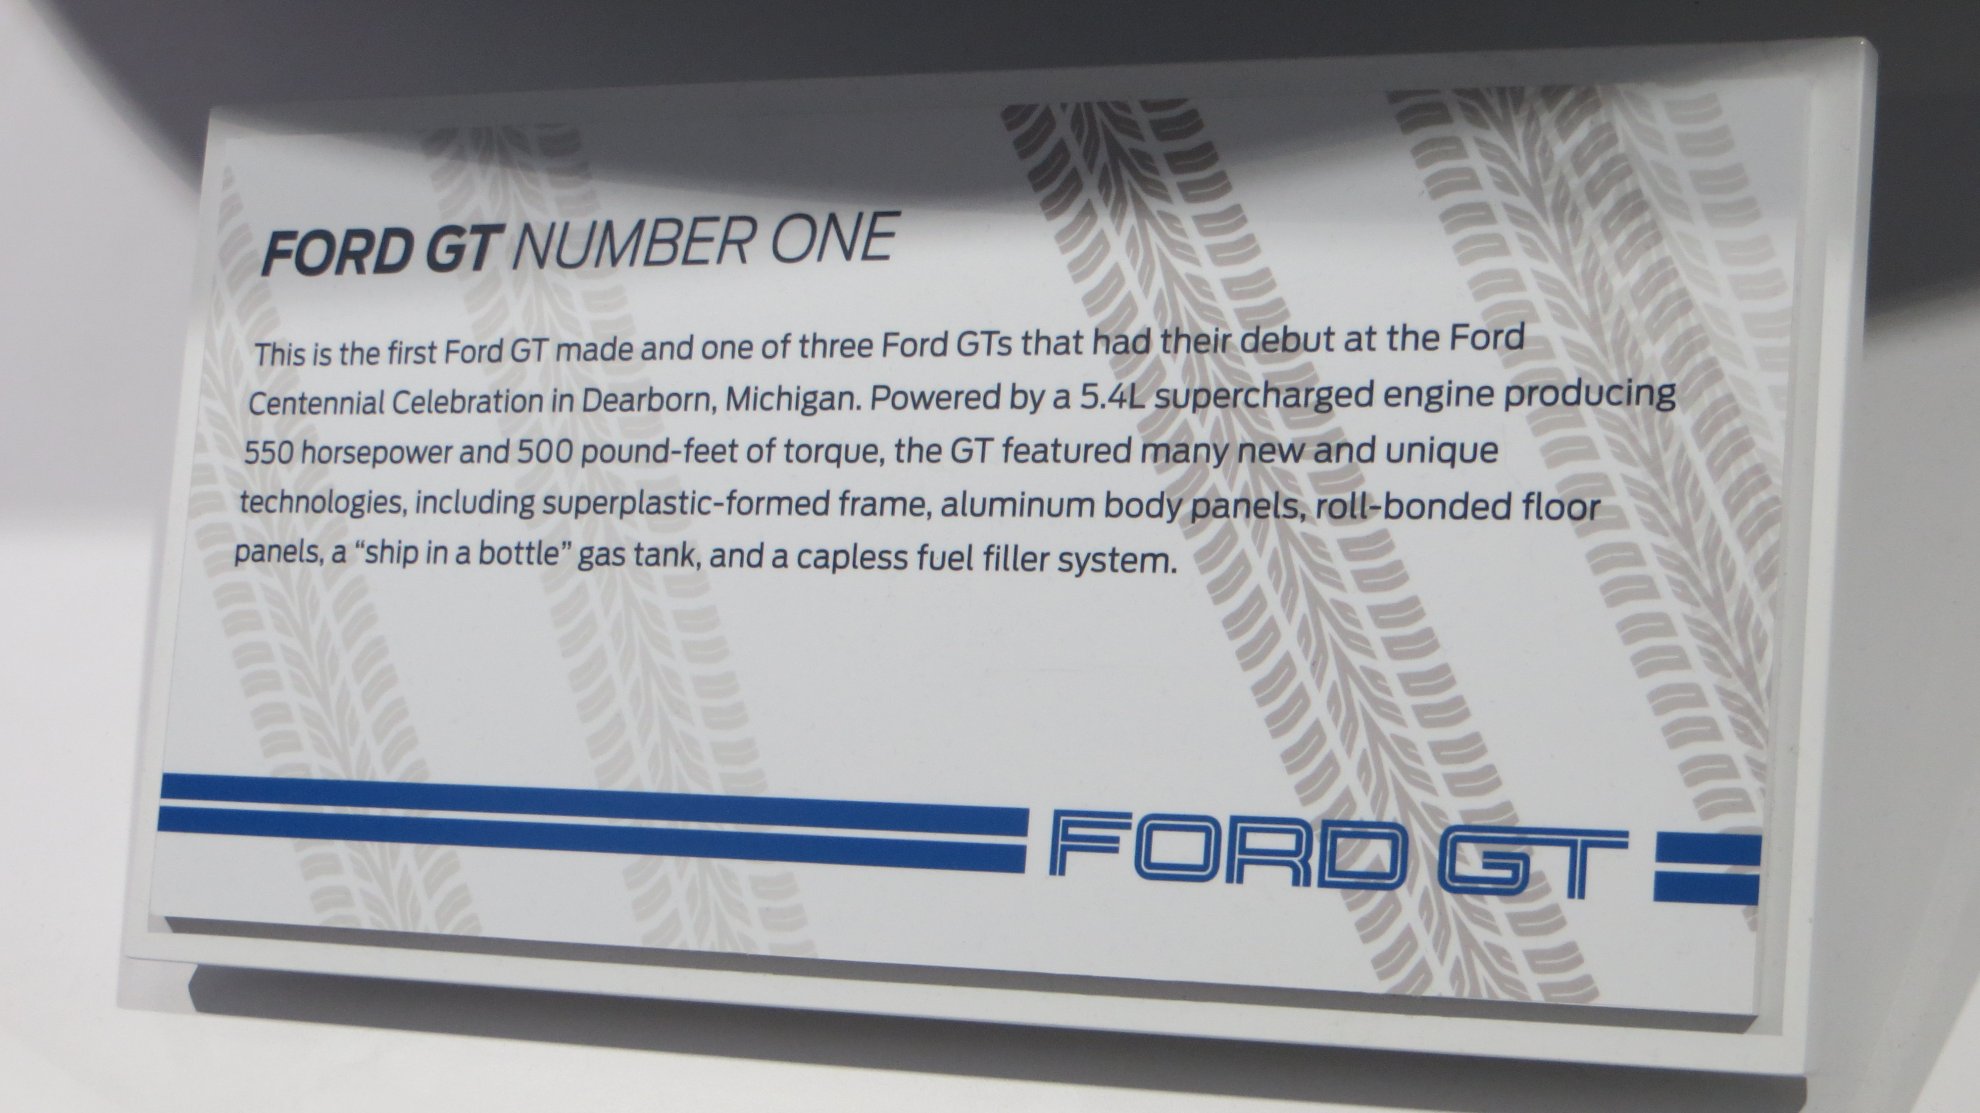 FORD GT NUMBER ONE
This is the first Ford GT made and one of three Ford GTs that had their debut at the Ford
Centennial Celebration in Dearborn, Michigan. Powered by a 5.4L supercharged engine producing
550 horsepower and 500 pound-feet of torque, the GT featured many new and unique
technologies, including superplastic-formed frame, aluminum body panels, roll-bonded floor
panels, a “ship in a bottle” gas tank, and a capless fuel filler system.
FORD GT